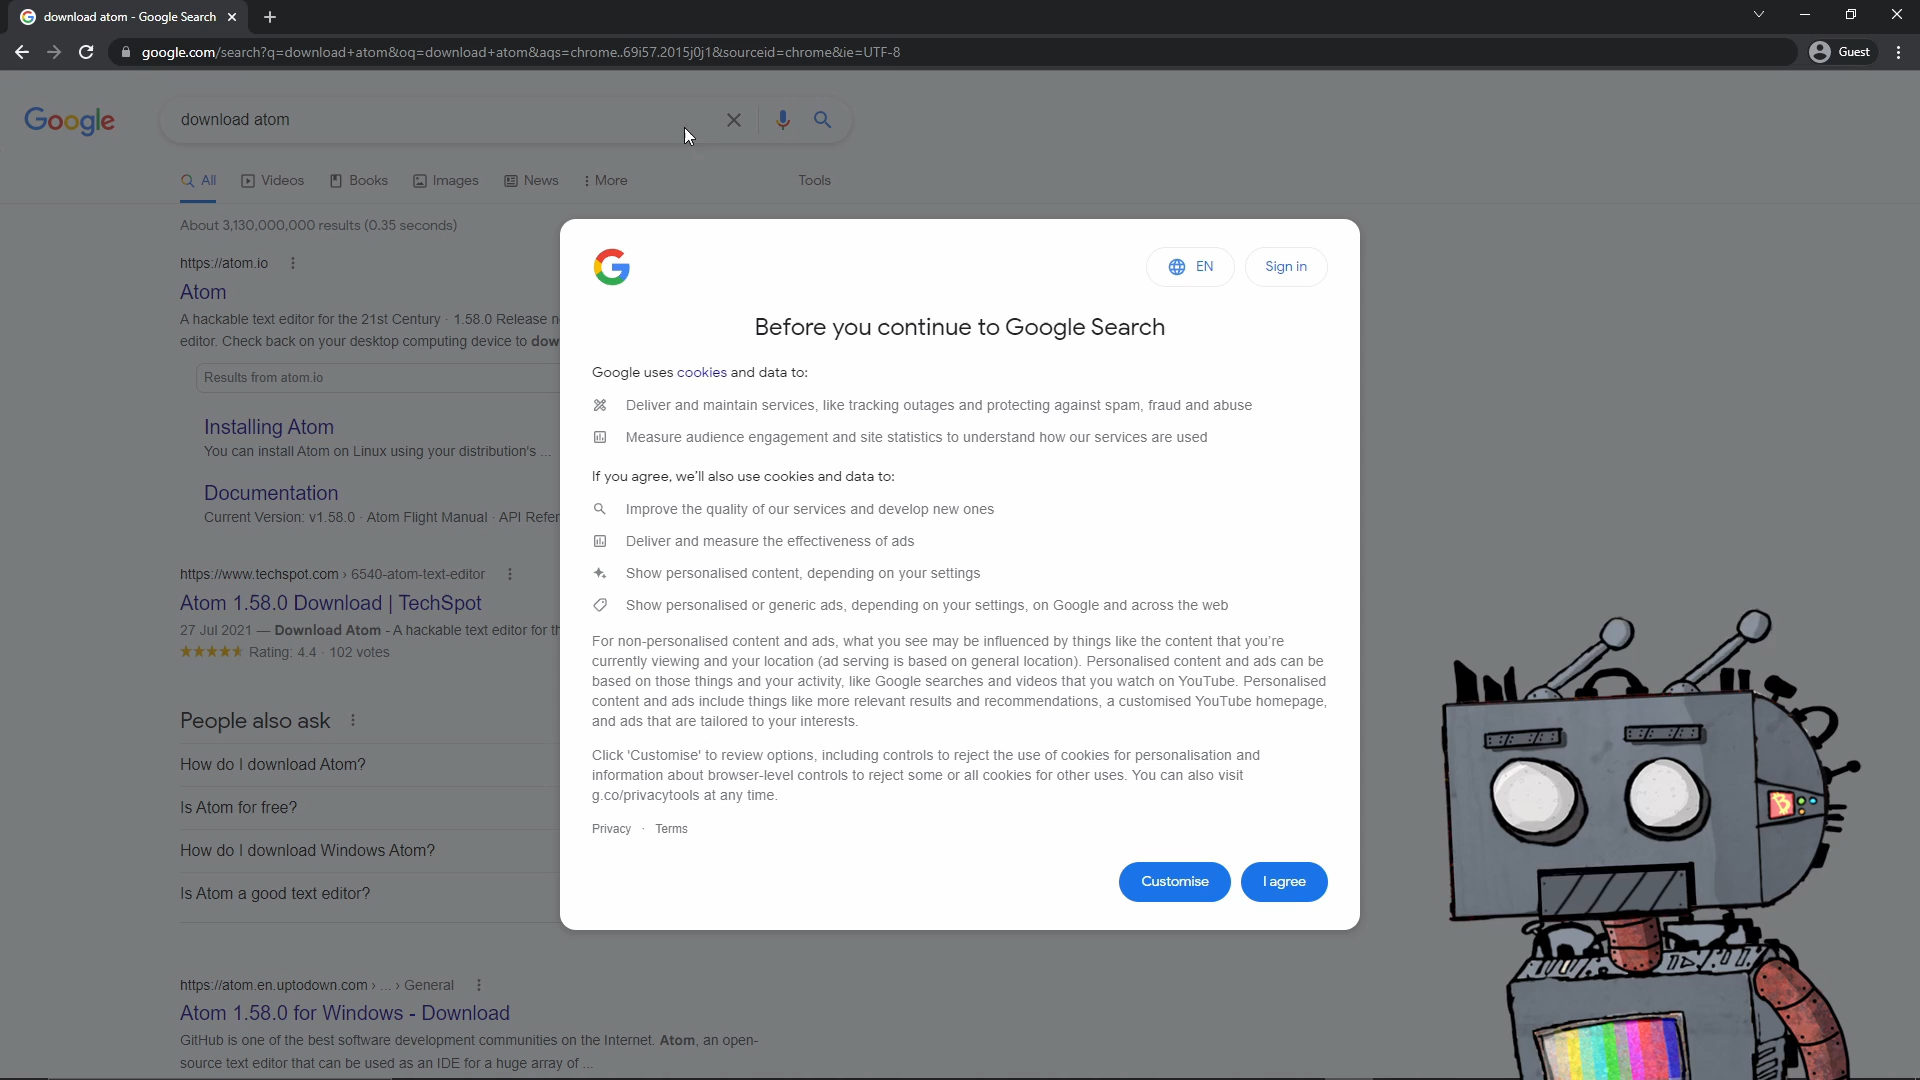 download atom - Google Search
google.com/search?q=download+atom&oq=download+atom&aqs=chrome..69i57.2015j0j1&sourceid=chrome&ie=UTF-8
Guest
Google
download atom
All
Videos
Books
Images
News
More
Tools
About 3,130,000,000 results (0.35 seconds)
https://atom.io
Atom
A hackable text editor for the 21st Century · 1.58.0 Release
editor. Check back on your desktop computing device to
Results from atom.io
Installing Atom
You can install Atom on Linux using your distribution's ...
Documentation
Current Version: v1.58.0 · Atom Flight Manual · API
https://www.techspot.com › 6540-atom-text-editor
Atom 1.58.0 Download | TechSpot
27 Jul 2021 — Download Atom - A hackable text editor for
Rating: 4.4 · 102 votes
People also ask
How do I download Atom?
Is Atom for free?
How do I download Windows Atom?
Is Atom a good text editor?
https://atom.en.uptodown.com › ... › General
Atom 1.58.0 for Windows - Download
GitHub is one of the best software development communities on the Internet. Atom, an open-
source text editor that can be used as an IDE for a huge array of ...
EN
Sign in
Before you continue to Google Search
Google uses cookies and data to:
Deliver and maintain services, like tracking outages and protecting against spam, fraud and abuse
Measure audience engagement and site statistics to understand how our services are used
If you agree, we'll also use cookies and data to:
Improve the quality of our services and develop new ones
Deliver and measure the effectiveness of ads
Show personalised content, depending on your settings
Show personalised or generic ads, depending on your settings, on Google and across the web
For non-personalised content and ads, what you see may be influenced by things like the content that you're
currently viewing and your location (ad serving is based on general location). Personalised content and ads can be
based on those things and your activity, like Google searches and videos that you watch on YouTube. Personalised
content and ads include things like more relevant results and recommendations, a customised YouTube homepage,
and ads that are tailored to your interests.
Click 'Customise' to review options, including controls to reject the use of cookies for personalisation and
information about browser-level controls to reject some or all cookies for other uses. You can also visit
g.co/privacytools at any time.
Privacy · Terms
Customise
I agree